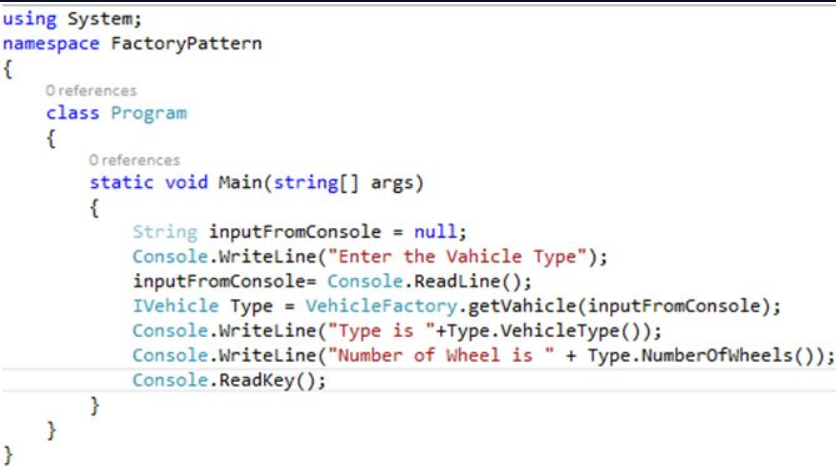 using System;
namespace FactoryPattern
{
0 references
class Program
{
0 references
static void Main(string[] args)
{
String inputFromConsole = null;
Console.WriteLine("Enter the Vahicle Type");
inputFromConsole= Console.ReadLine();
IVehicle Type = VehicleFactory.getVahicle(inputFromConsole);
Console.WriteLine("Type is "+Type.VehicleType());
Console.WriteLine("Number of Wheel is " + Type.NumberOfWheels());
Console.ReadKey();
}
}
}